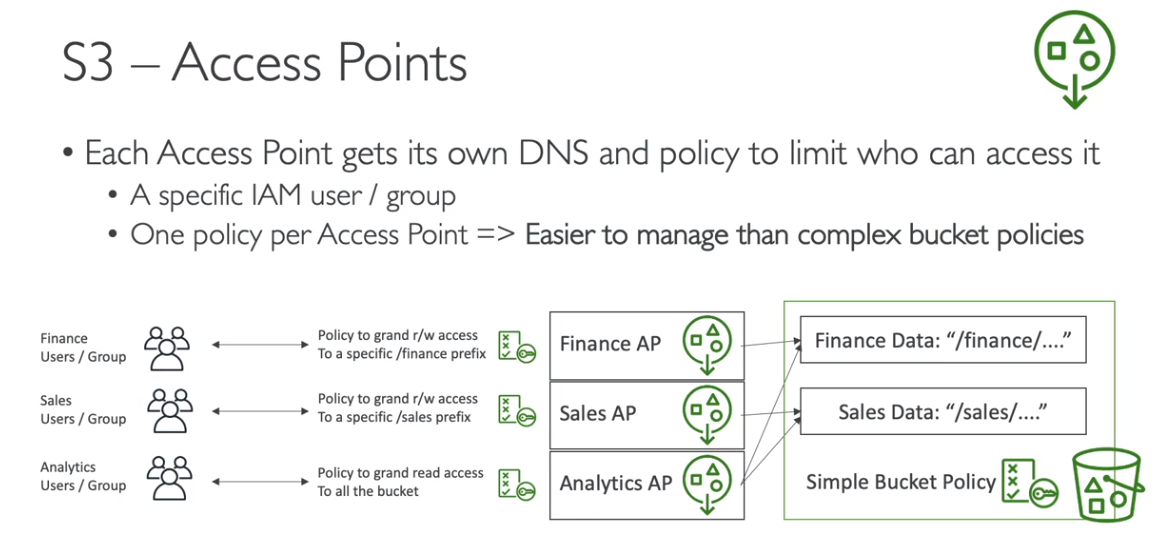 S3 – Access Points
• Each Access Point gets its own DNS and policy to limit who can access it
• A specific IAM user / group
• One policy per Access Point => Easier to manage than complex bucket policies
Finance
Users / Group
Policy to grand r/w access
To a specific /finance prefix
Finance AP
Finance Data: “/finance/....”
Sales
Users / Group
Policy to grand r/w access
To a specific /sales prefix
Sales AP
Sales Data: “/sales/....”
Analytics
Users / Group
Policy to grand read access
To all the bucket
Analytics AP
Simple Bucket Policy